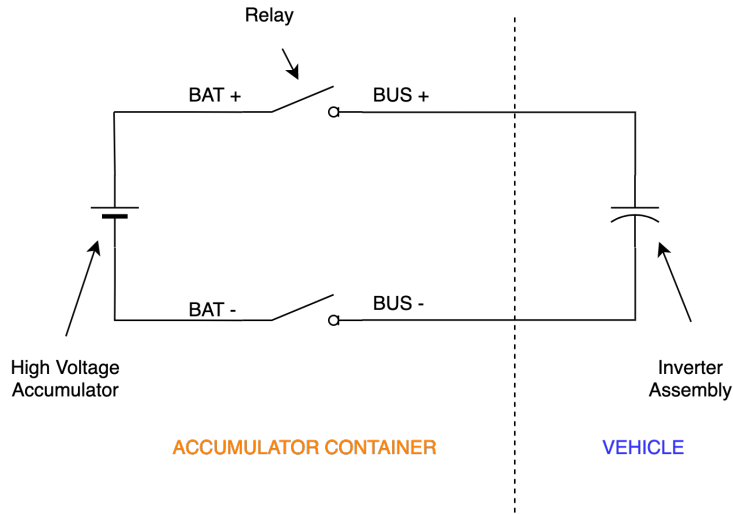 Relay
BAT +
BUS +
BAT -
BUS -
High Voltage
Accumulator
Inverter
Assembly
ACCUMULATOR CONTAINER
VEHICLE